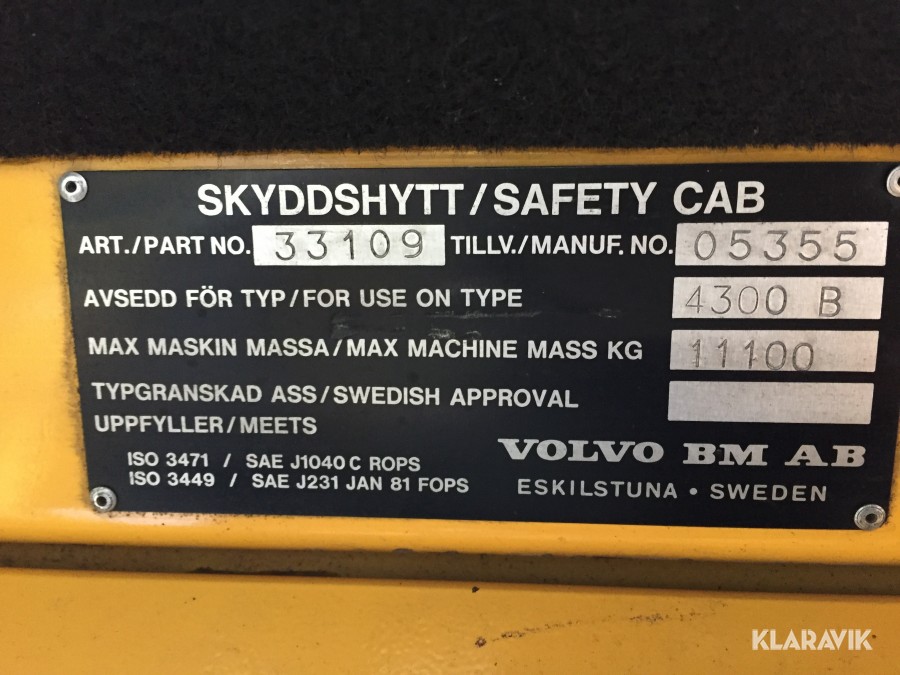 SKYDDSHYTT/SAFETY CAB
ART./PART NO. 33109 TILLV./MANUF. NO. 05355
AVSEDD FÖR TYP/FOR USE ON TYPE 4300 B
MAX MASKIN MASSA/MAX MACHINE MASS KG 11100
TYPGRANSKAD ASS/SWEDISH APPROVAL
UPPFYLLER/MEETS
ISO 3471 / SAE J1040 C ROPS
ISO 3449 / SAE J231 JAN 81 FOPS
VOLVO BM AB
ESKILSTUNA • SWEDEN
KLARAVIK